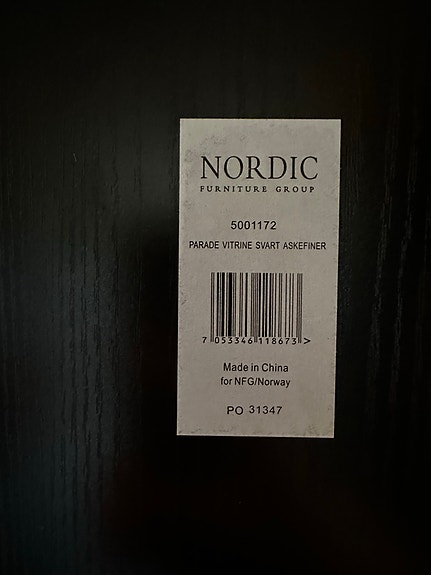 NORDIC
FURNITURE GROUP
5001172
PARADE VITRINE SVART ASKEFINER
7 053346 118673 >
Made in China
for NFG/Norway
PO 31347